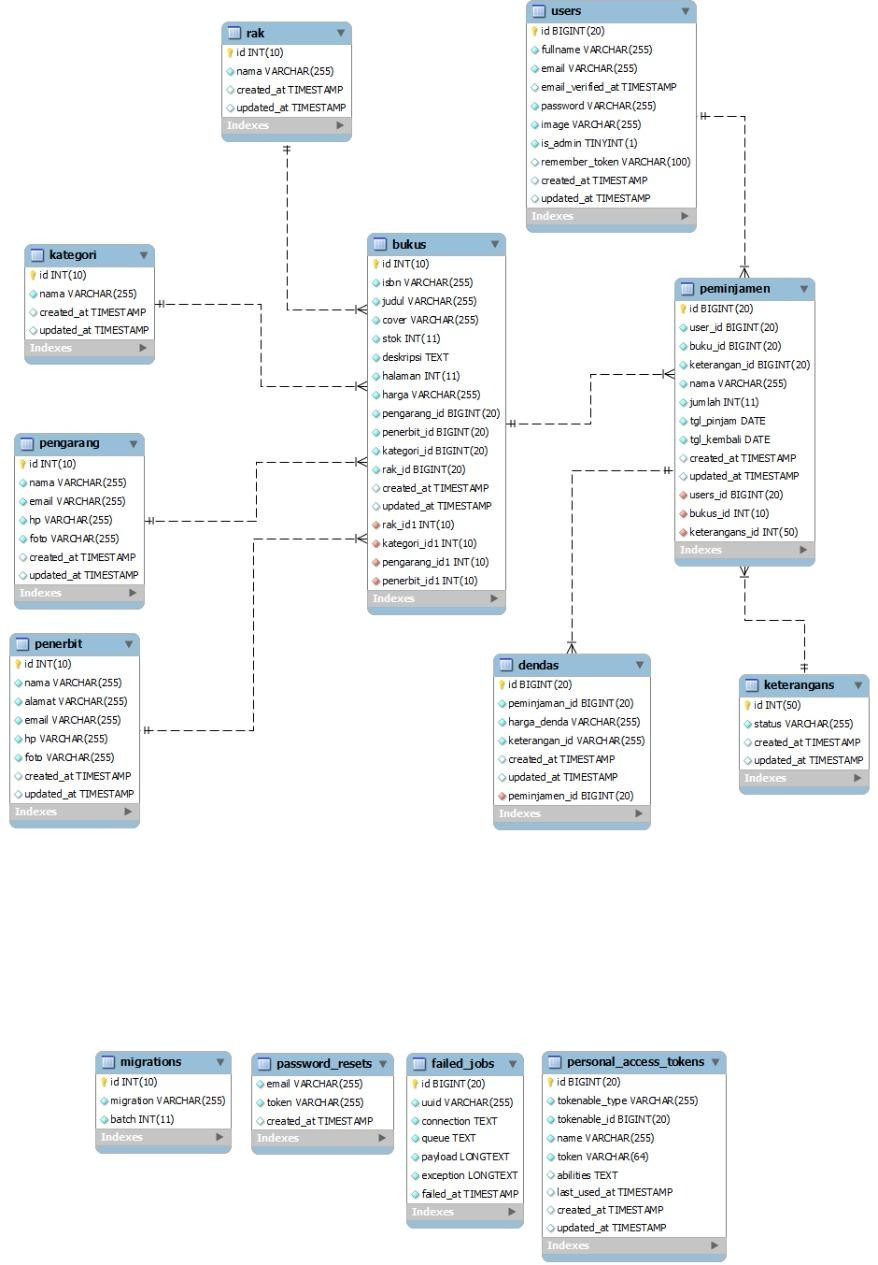 rak
id INT(10)
nama VARCHAR(255)
created_at TIMESTAMP
updated_at TIMESTAMP
Indexes
users
id BIGINT(20)
fullname VARCHAR(255)
email VARCHAR(255)
email_verified_at TIMESTAMP
password VARCHAR(255)
image VARCHAR(255)
is_admin TINYINT(1)
remember_token VARCHAR(100)
created_at TIMESTAMP
updated_at TIMESTAMP
Indexes
kategori
id INT(10)
nama VARCHAR(255)
created_at TIMESTAMP
updated_at TIMESTAMP
Indexes
bukus
id INT(10)
isbn VARCHAR(255)
judul VARCHAR(255)
cover VARCHAR(255)
stok INT(11)
deskripsi TEXT
halaman INT(11)
harga VARCHAR(255)
pengarang_id BIGINT(20)
penerbit_id BIGINT(20)
kategori_id BIGINT(20)
rak_id BIGINT(20)
created_at TIMESTAMP
updated_at TIMESTAMP
rak_id1 INT(10)
kategori_id1 INT(10)
pengarang_id1 INT(10)
penerbit_id1 INT(10)
Indexes
peminjamen
id BIGINT(20)
user_id BIGINT(20)
buku_id BIGINT(20)
keterangan_id BIGINT(20)
nama VARCHAR(255)
jumlah INT(11)
tgl_pinjam DATE
tgl_kembali DATE
created_at TIMESTAMP
updated_at TIMESTAMP
users_id BIGINT(20)
bukus_id INT(10)
keterangans_id INT(50)
Indexes
pengarang
id INT(10)
nama VARCHAR(255)
email VARCHAR(255)
hp VARCHAR(255)
foto VARCHAR(255)
created_at TIMESTAMP
updated_at TIMESTAMP
Indexes
penerbit
id INT(10)
nama VARCHAR(255)
alamat VARCHAR(255)
email VARCHAR(255)
hp VARCHAR(255)
foto VARCHAR(255)
created_at TIMESTAMP
updated_at TIMESTAMP
Indexes
dendas
id BIGINT(20)
peminjaman_id BIGINT(20)
harga_denda VARCHAR(255)
keterangan_id VARCHAR(255)
created_at TIMESTAMP
updated_at TIMESTAMP
peminjamen_id BIGINT(20)
Indexes
keterangans
id INT(50)
status VARCHAR(255)
created_at TIMESTAMP
updated_at TIMESTAMP
Indexes
migrations
id INT(10)
migration VARCHAR(255)
batch INT(11)
Indexes
password_resets
email VARCHAR(255)
token VARCHAR(255)
created_at TIMESTAMP
Indexes
failed_jobs
id BIGINT(20)
uuid VARCHAR(255)
connection TEXT
queue TEXT
payload LONGTEXT
exception LONGTEXT
failed_at TIMESTAMP
Indexes
personal_access_tokens
id BIGINT(20)
tokenable_type VARCHAR(255)
tokenable_id BIGINT(20)
name VARCHAR(255)
token VARCHAR(64)
abilities TEXT
last_used_at TIMESTAMP
created_at TIMESTAMP
updated_at TIMESTAMP
Indexes